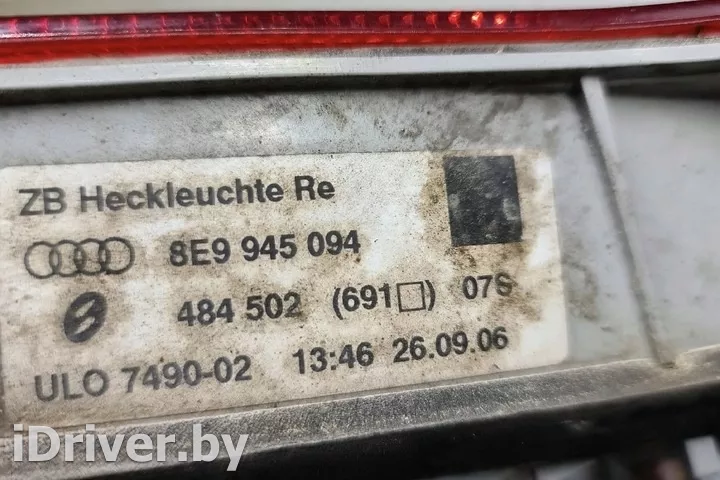 ZB Heckleuchte Re
8E9 945 094
484 502 (691□) 07S
ULO 7490-02 13:46 26.09.06
iDriver.by